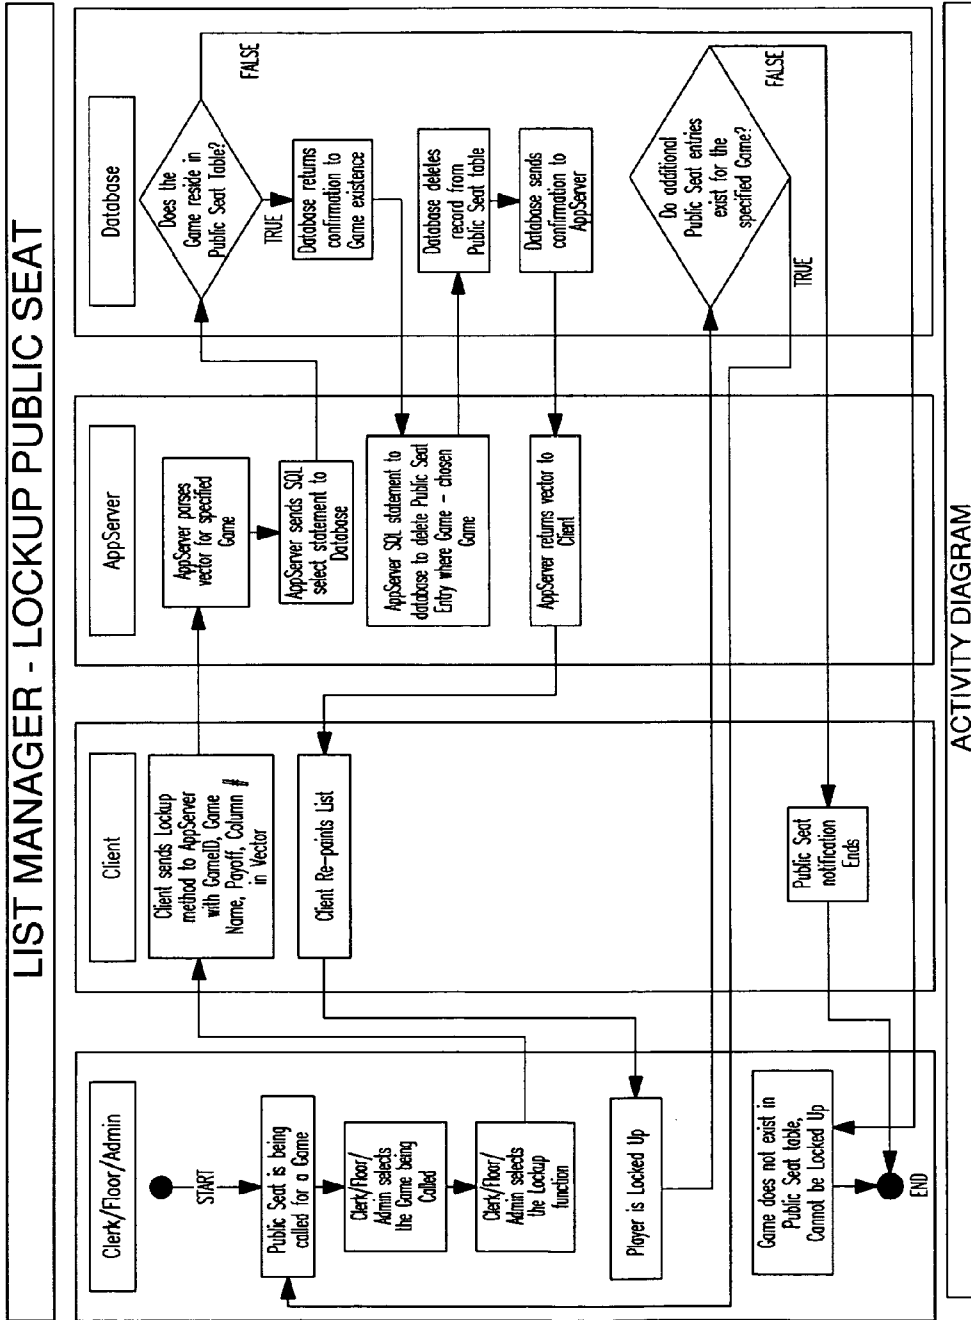 LIST MANAGER - LOCKUP PUBLIC SEAT
Clerk/Floor/Admin
START
Public Seat is being
called for a Game
Clerk/Floor/
Admin selects
the Game being
Called
Clerk/Floor/
Admin selects
the Lockup
function
Player is Locked Up
Game does not exist in
Public Seat table,
Cannot be Locked Up
END
Client
Client sends Lockup
method to AppServer
with GameID, Game
Name, Payoff, Column #
in Vector
Client Re-paints List
Public Seat
notification
Ends
AppServer
AppServer parses
vector for specified
Game
AppServer sends SQL
select statement to
Database
AppServer SQL statement to
database to delete Public Seat
Entry where Game - chosen
Game
AppServer returns vector to
Client
Database
Does the
Game reside in
Public Seat Table?
FALSE
TRUE
Database returns
confirmation to
Game existence
Database deletes
record from
Public Seat table
Database sends
confirmation to
AppServer
Do additional
Public Seat entries
exist for the
specified Game?
FALSE
TRUE
ACTIVITY DIAGRAM